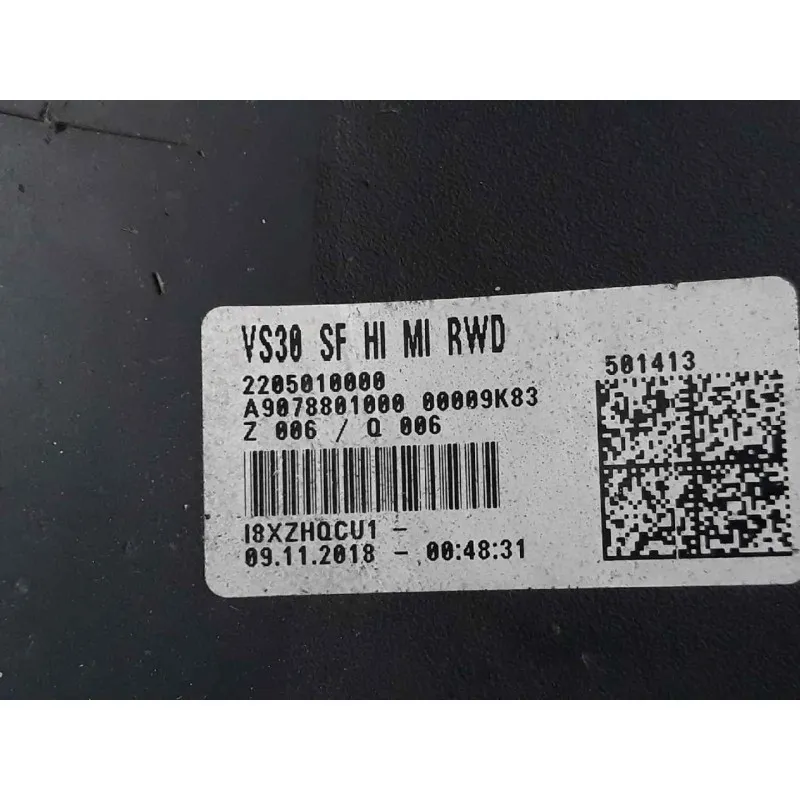 VS30 SF HI MI RWD
2205010000
A9078801000 00009K83
Z 006 / Q 006
501413
I8XZHQCU1 -
09.11.2018 - 00:48:31